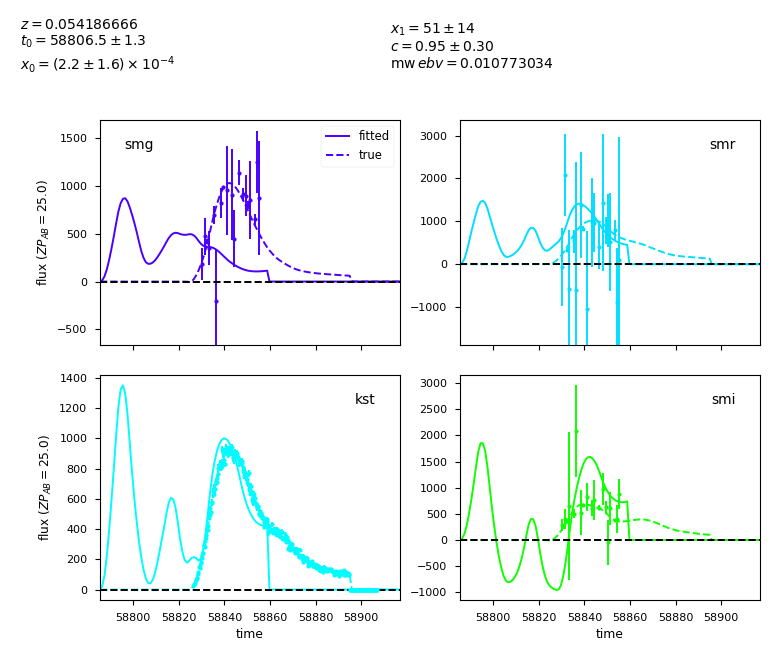 z = 0.054186666
t₀ = 58806.5 ± 1.3
x₀ = (2.2 ± 1.6) × 10⁻⁴
x₁ = 51 ± 14
c = 0.95 ± 0.30
mw ebv = 0.010773034
smg
fitted
true
1500
1000
500
0
−500
flux (ZP_AB = 25.0)
smr
3000
2000
1000
0
−1000
kst
1400
1200
1000
800
600
400
200
0
flux (ZP_AB = 25.0)
58800 58820 58840 58860 58880 58900
time
smi
3000
2500
2000
1500
1000
500
0
−500
−1000
58800 58820 58840 58860 58880 58900
time